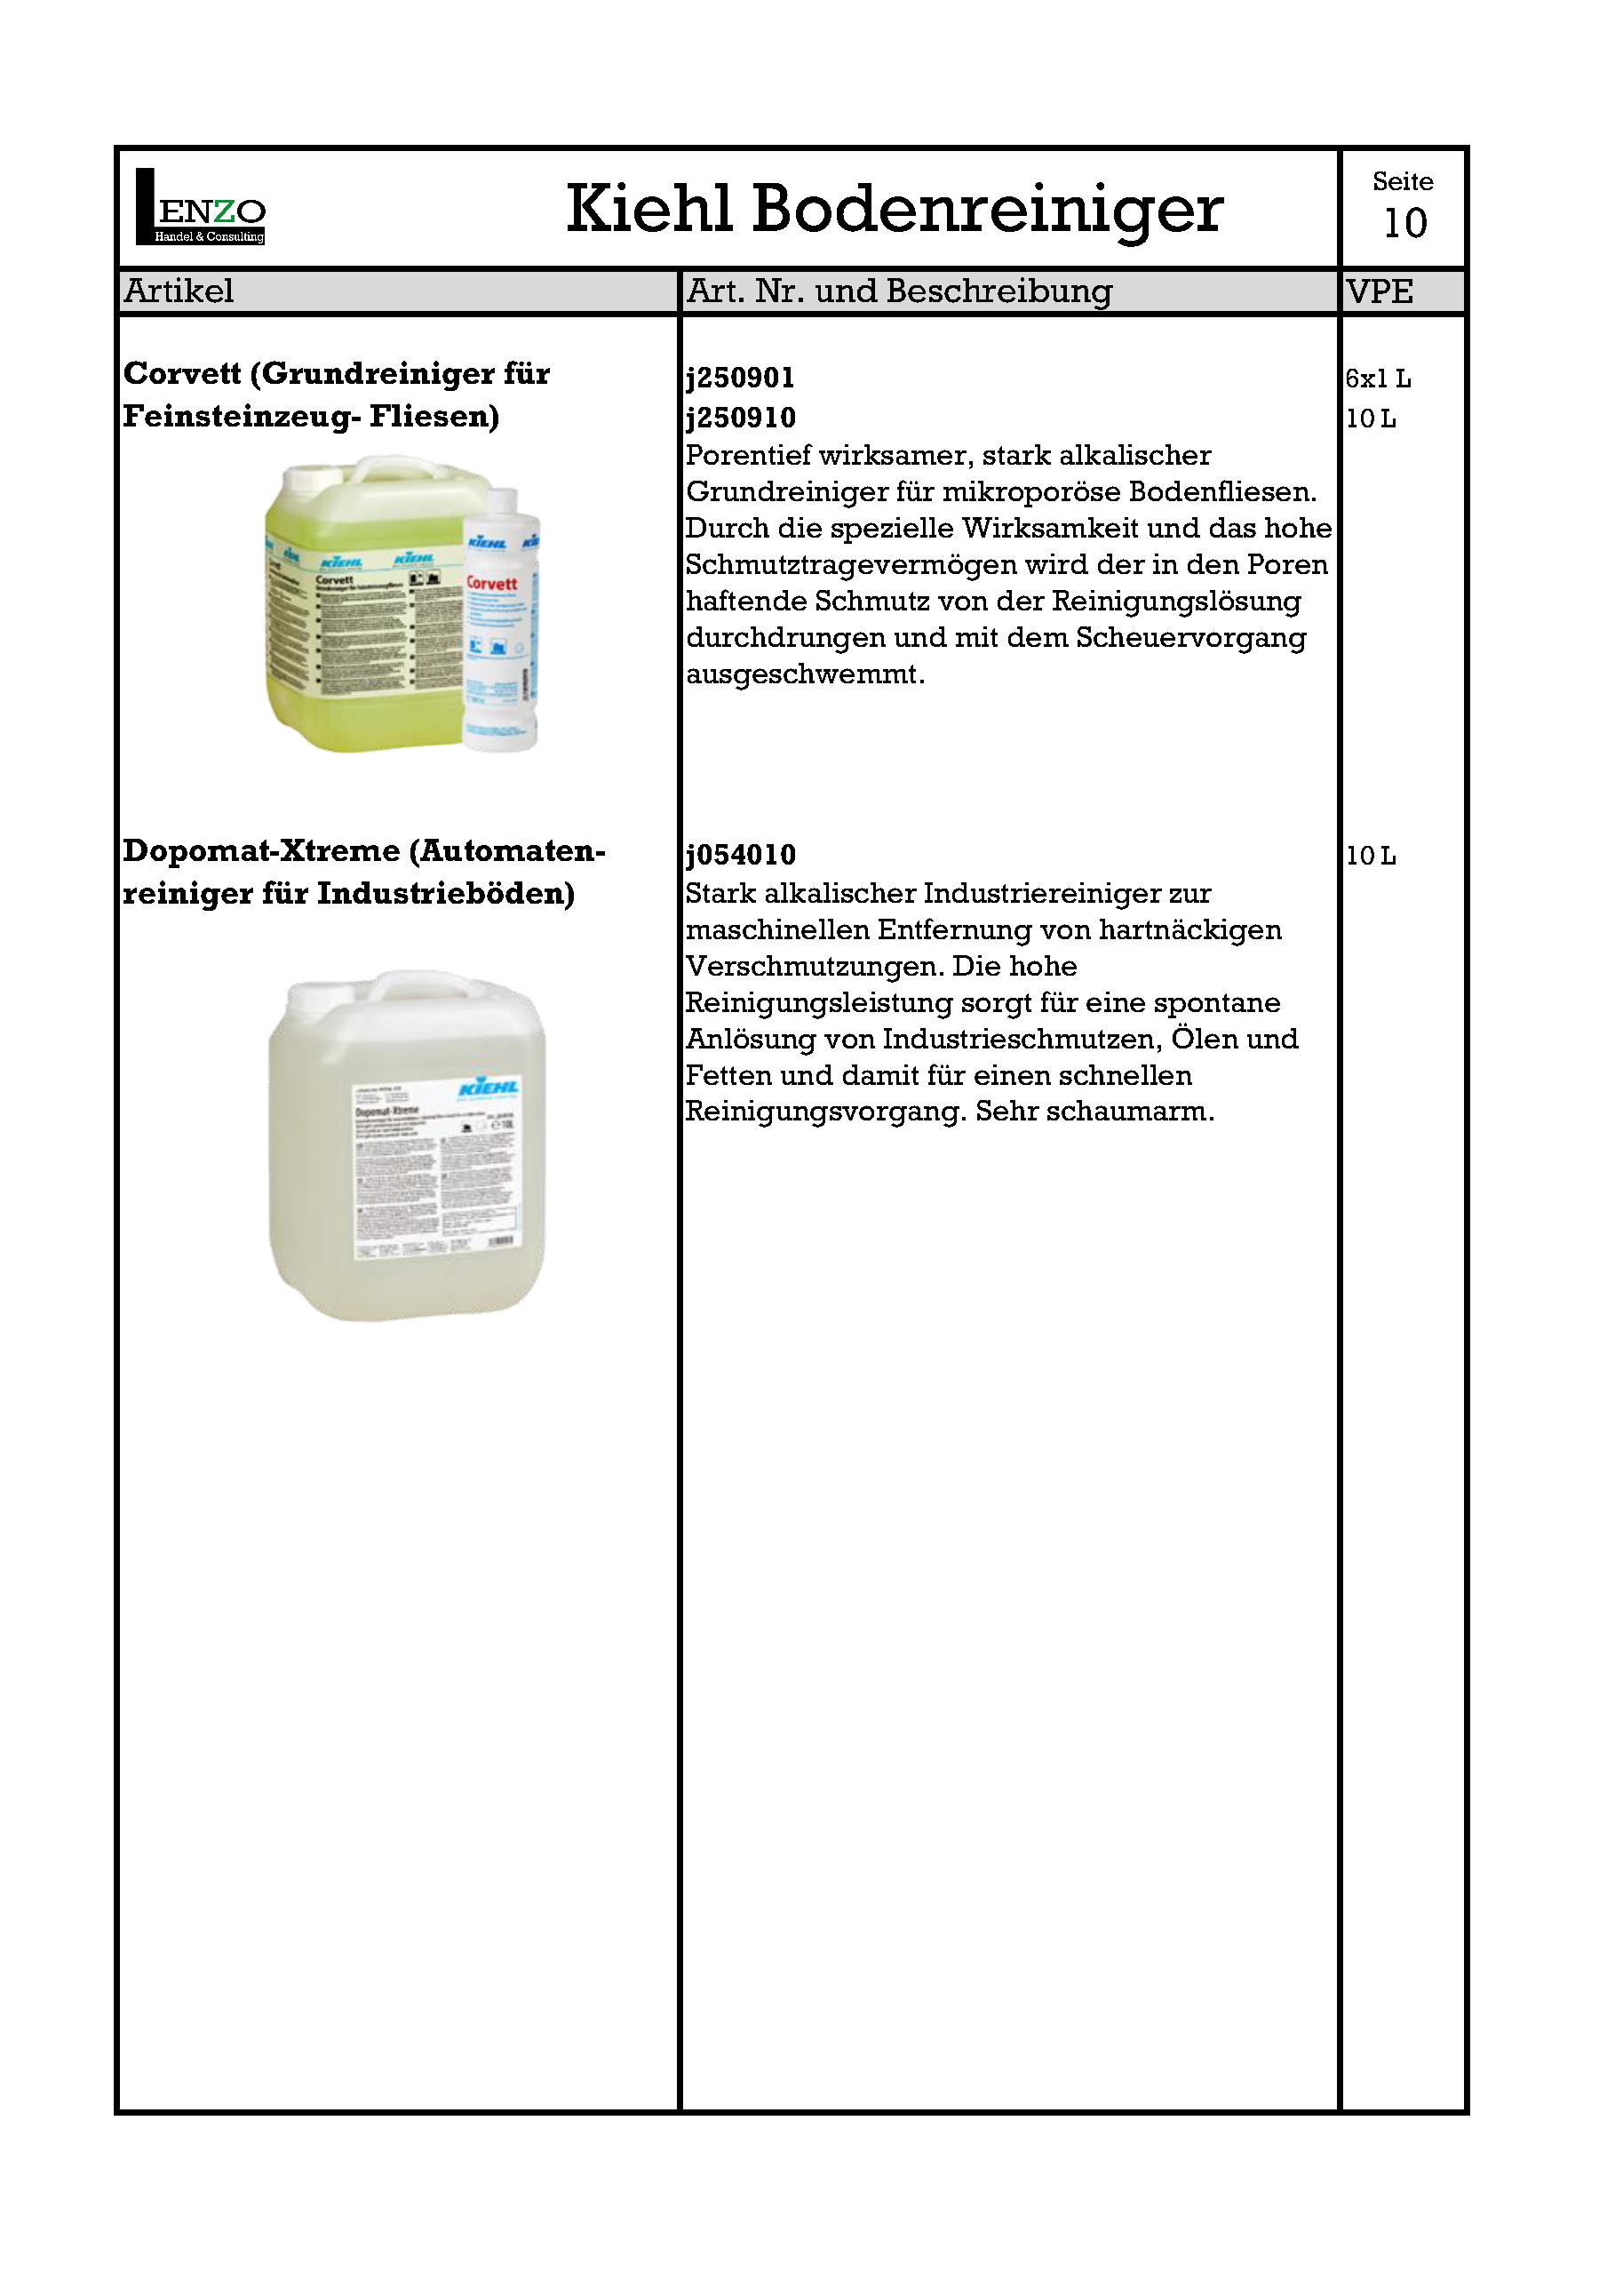 LENZO
Handel & Consulting
Kiehl Bodenreiniger
Seite
10
Artikel
Art. Nr. und Beschreibung
VPE
Corvett (Grundreiniger für
Feinsteinzeug- Fliesen)
j250901
6x1 L
j250910
10 L
Porentief wirksamer, stark alkalischer
Grundreiniger für mikroporöse Bodenfliesen.
Durch die spezielle Wirksamkeit und das hohe
Schmutztragevermögen wird der in den Poren
haftende Schmutz von der Reinigungslösung
durchdrungen und mit dem Scheuervorgang
ausgeschwemmt.
KIEHL
KIEHL
Corvett
KIEHL
Corvett
Dopomat-Xtreme (Automaten-
reiniger für Industrieböden)
j054010
10 L
Stark alkalischer Industriereiniger zur
maschinellen Entfernung von hartnäckigen
Verschmutzungen. Die hohe
Reinigungsleistung sorgt für eine spontane
Anlösung von Industrieschmutzen, Ölen und
Fetten und damit für einen schnellen
Reinigungsvorgang. Sehr schaumarm.
KIEHL
Dopomat-Xtreme